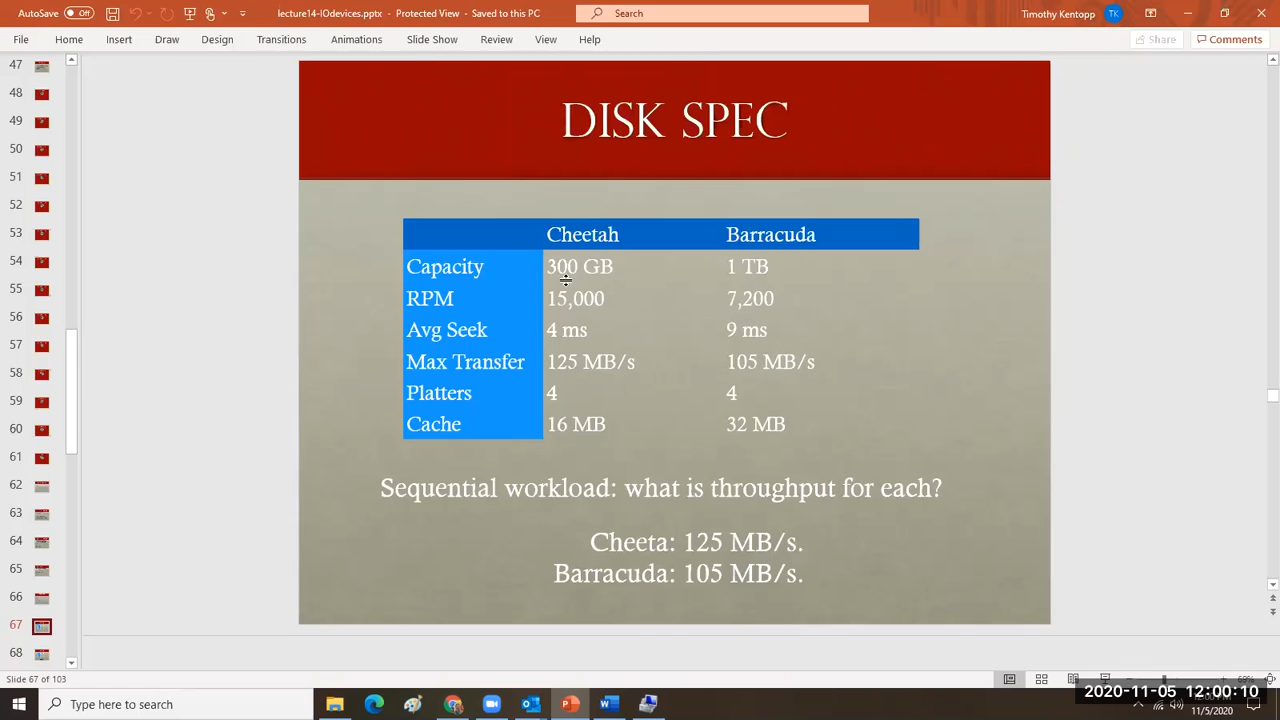 AutoSave Off lecture14-IOdevices.pptx - Protected View - Saved to this PC Search Timothy Kentopp TK
File Home Insert Draw Design Transitions Animations Slide Show Review View Help Share Comments
47
48
49
50
51
52
53
54
55
56
57
58
59
60
61
62
63
64
65
66
67
68
DISK SPEC
Cheetah Barracuda
Capacity 300 GB 1 TB
RPM 15,000 7,200
Avg Seek 4 ms 9 ms
Max Transfer 125 MB/s 105 MB/s
Platters 4 4
Cache 16 MB 32 MB
Sequential workload: what is throughput for each?
Cheeta: 125 MB/s.
Barracuda: 105 MB/s.
Slide 67 of 103
2020-11-05 12:00:10
Type here to search
11/5/2020